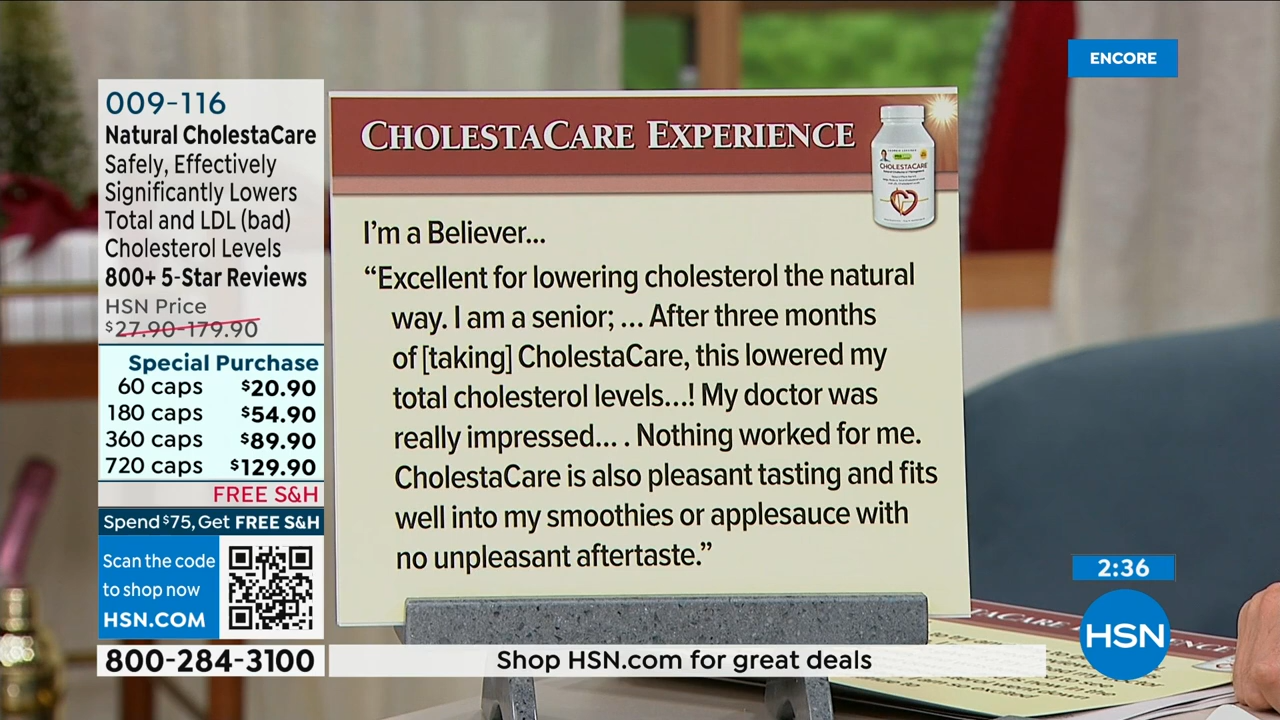 ENCORE
009-116
Natural CholestaCare
Safely, Effectively
Significantly Lowers
Total and LDL (bad)
Cholesterol Levels
800+ 5-Star Reviews
HSN Price
$27.90-179.90
Special Purchase
60 caps $20.90
180 caps $54.90
360 caps $89.90
720 caps $129.90
FREE S&H
Spend $75, Get FREE S&H
Scan the code
to shop now
HSN.COM
800-284-3100
CHOLESTACARE EXPERIENCE
CHOLESTACARE
I'm a Believer...
“Excellent for lowering cholesterol the natural
way. I am a senior; ... After three months
of [taking] CholestaCare, this lowered my
total cholesterol levels...! My doctor was
really impressed... . Nothing worked for me.
CholestaCare is also pleasant tasting and fits
well into my smoothies or applesauce with
no unpleasant aftertaste.”
2:36
HSN
Shop HSN.com for great deals